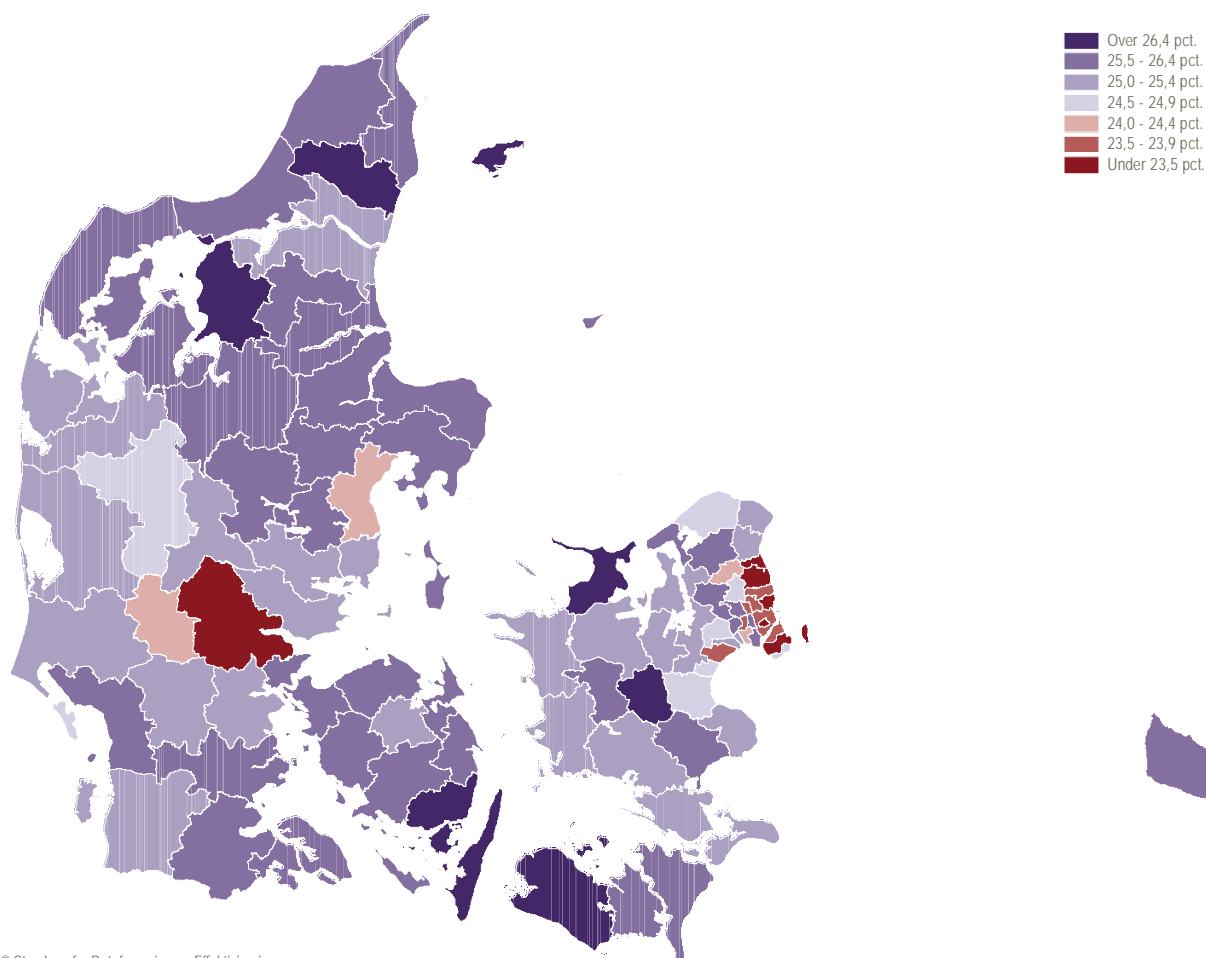 Over 26,4 pct.
25,5 - 26,4 pct.
25,0 - 25,4 pct.
24,5 - 24,9 pct.
24,0 - 24,4 pct.
23,5 - 23,9 pct.
Under 23,5 pct.